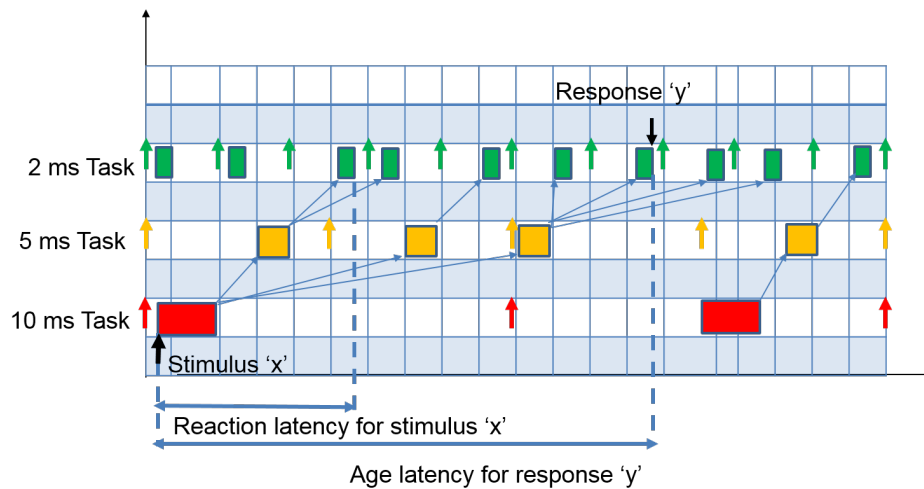 Response ‘y’
2 ms Task
5 ms Task
10 ms Task
Stimulus ‘x’
Reaction latency for stimulus ‘x’
Age latency for response ‘y’